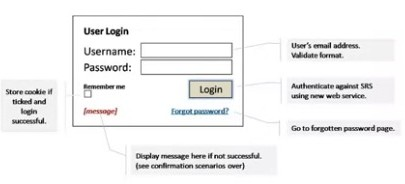 User Login
Username:
Password:
Remember me
Login
[message]
Forgot password?
User's email address.
Validate format.
Authenticate against SRS
using new web service.
Go to forgotten password page.
Store cookie if
ticked and
login
successful.
Display message here if not successful.
(see confirmation scenarios over)